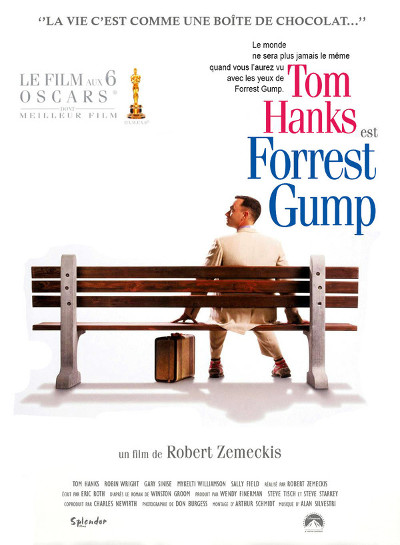 ‘‘LA VIE C'EST COMME UNE BOÎTE DE CHOCOLAT...’’
Le monde
ne sera plus jamais le même
quand vous l'aurez vu
avec les yeux de
Forrest Gump.
LE FILM AUX 6
OSCARS®
DONT
MEILLEUR FILM
Tom
Hanks est
Forrest
Gump
un film de Robert Zemeckis
TOM HANKS ROBIN WRIGHT GARY SINISE MYKELTI WILLIAMSON SALLY FIELD RÉALISÉ PAR ROBERT ZEMECKIS
ÉCRIT PAR ERIC ROTH D'APRÈS LE ROMAN DE WINSTON GROOM PRODUIT PAR WENDY FINERMAN STEVE TISCH ET STEVE STARKEY
COPRODUIT PAR CHARLES NEWIRTH PHOTOGRAPHIE DE DON BURGESS MONTAGE D'ARTHUR SCHMIDT MUSIQUE D'ALAN SILVESTRI
Splendor